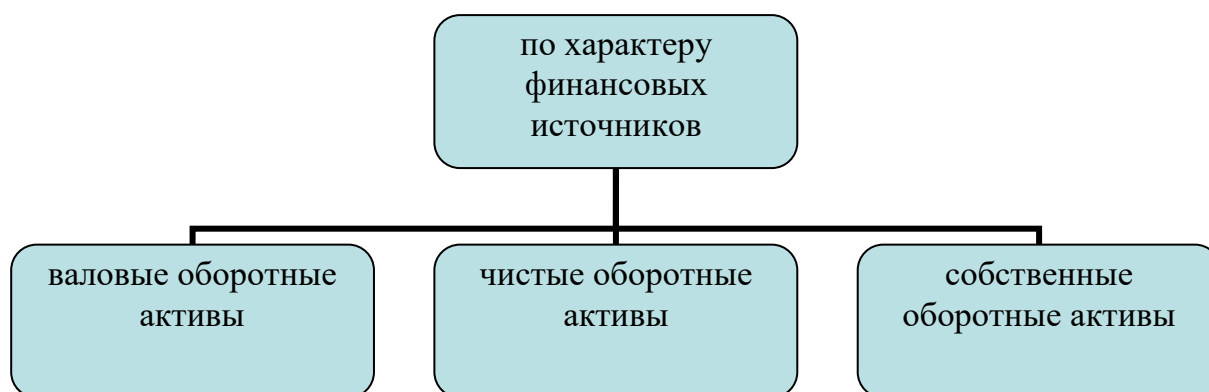 по характеру
финансовых
источников
валовые оборотные
активы
чистые оборотные
активы
собственные
оборотные активы